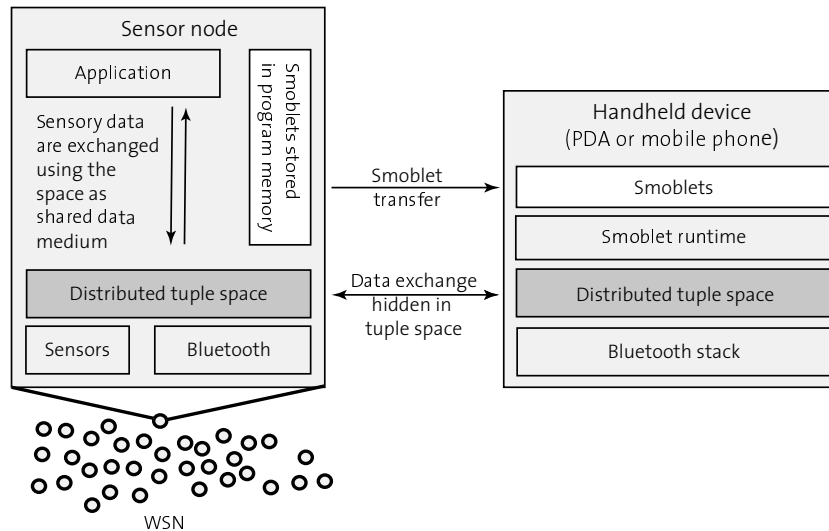 Sensor node
Application
Smoblets stored
in program memory
Sensory data
are exchanged
using the
space as
shared data
medium
Distributed tuple space
Sensors
Bluetooth
WSN
Smoblet
transfer
Data exchange
hidden in
tuple space
Handheld device
(PDA or mobile phone)
Smoblets
Smoblet runtime
Distributed tuple space
Bluetooth stack